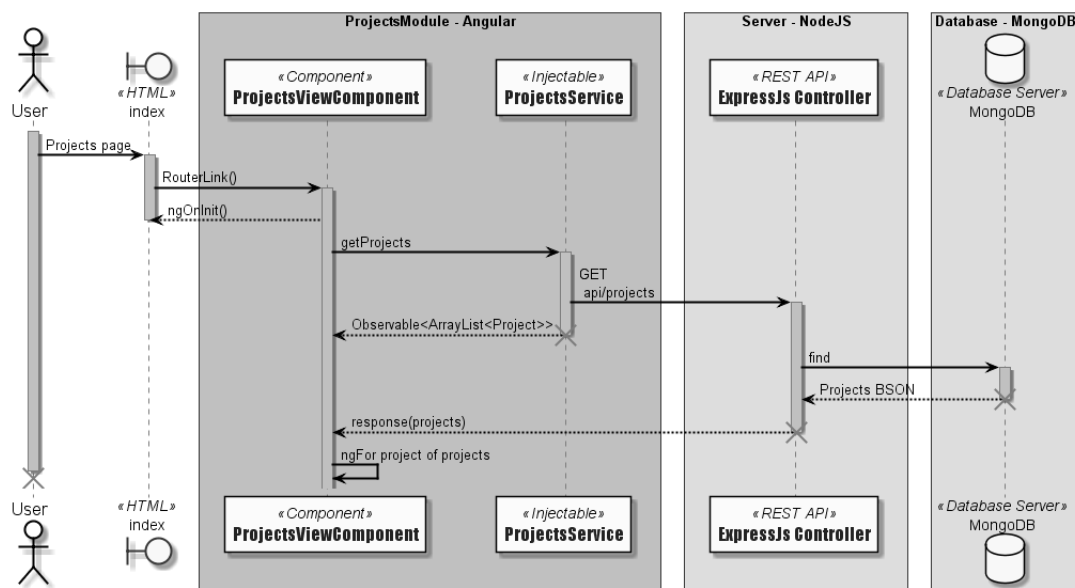 ProjectsModule - Angular
Server - NodeJS
Database - MongoDB
User
«HTML»
index
«Component»
ProjectsViewComponent
«Injectable»
ProjectsService
«REST API»
ExpressJs Controller
«Database Server»
MongoDB
Projects page
RouterLink()
ngOnInit()
getProjects
GET
api/projects
Observable<ArrayList<Project>>
find
Projects BSON
response(projects)
ngFor project of projects
User
«HTML»
index
«Component»
ProjectsViewComponent
«Injectable»
ProjectsService
«REST API»
ExpressJs Controller
«Database Server»
MongoDB